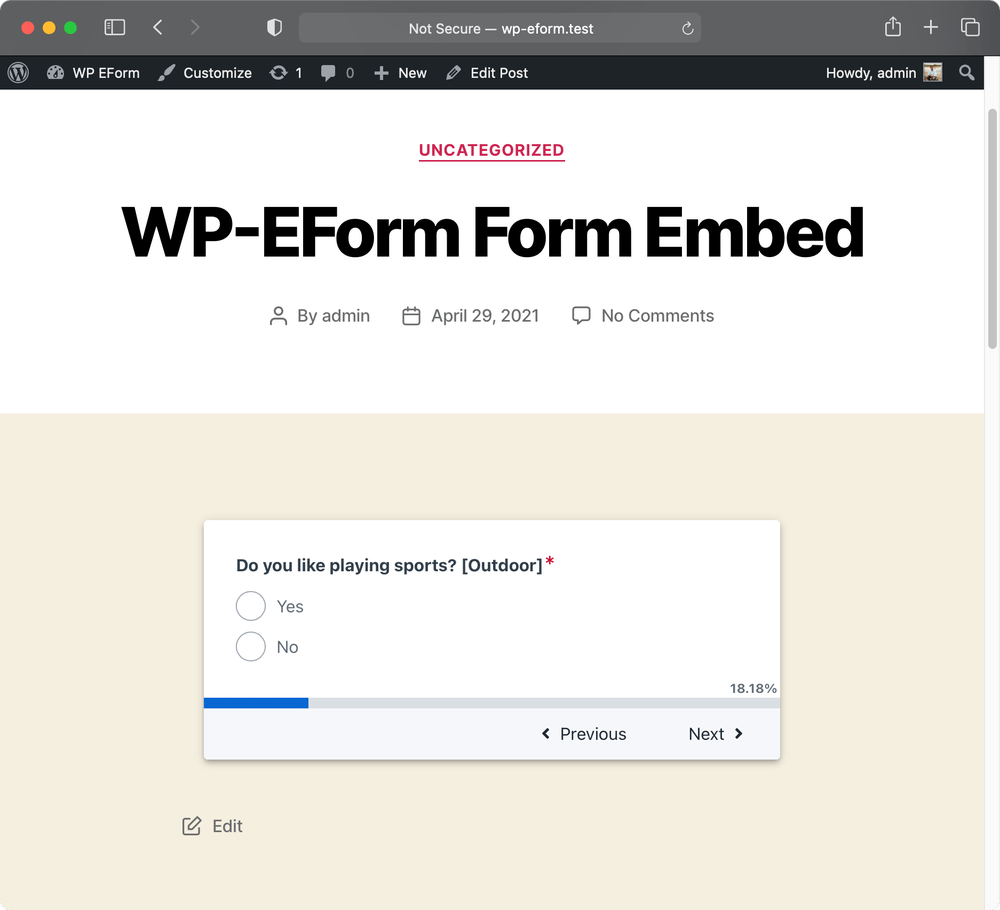 Not Secure — wp-eform.test
WP EForm Customize 1 0 New Edit Post Howdy, admin
UNCATEGORIZED
WP-EForm Form Embed
By admin April 29, 2021 No Comments
Do you like playing sports? [Outdoor]*
Yes
No
18.18%
Previous Next
Edit